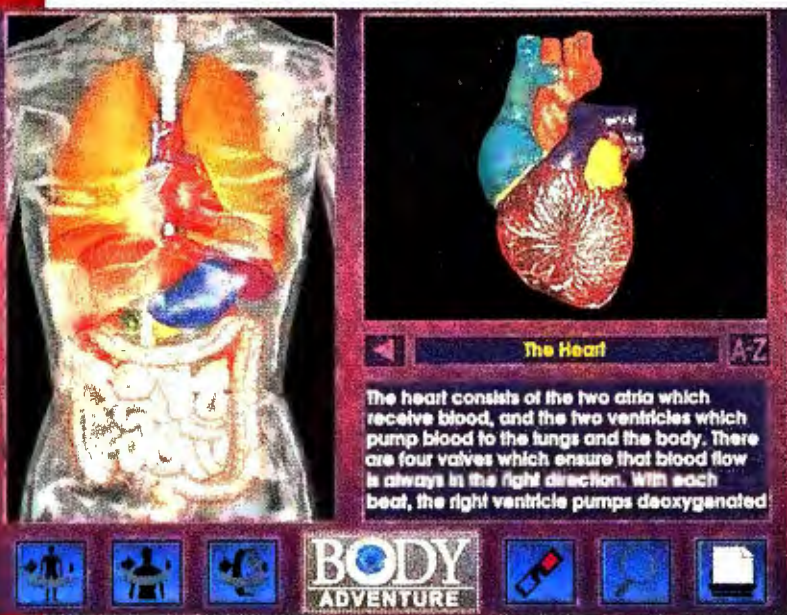 The Heart
A-Z
The heart consists of the two atria which
receive blood, and the two ventricles which
pump blood to the lungs and the body. There
are four valves which ensure that blood flow
is always in the right direction. With each
beat, the right ventricle pumps deoxygenated
BODY
ADVENTURE